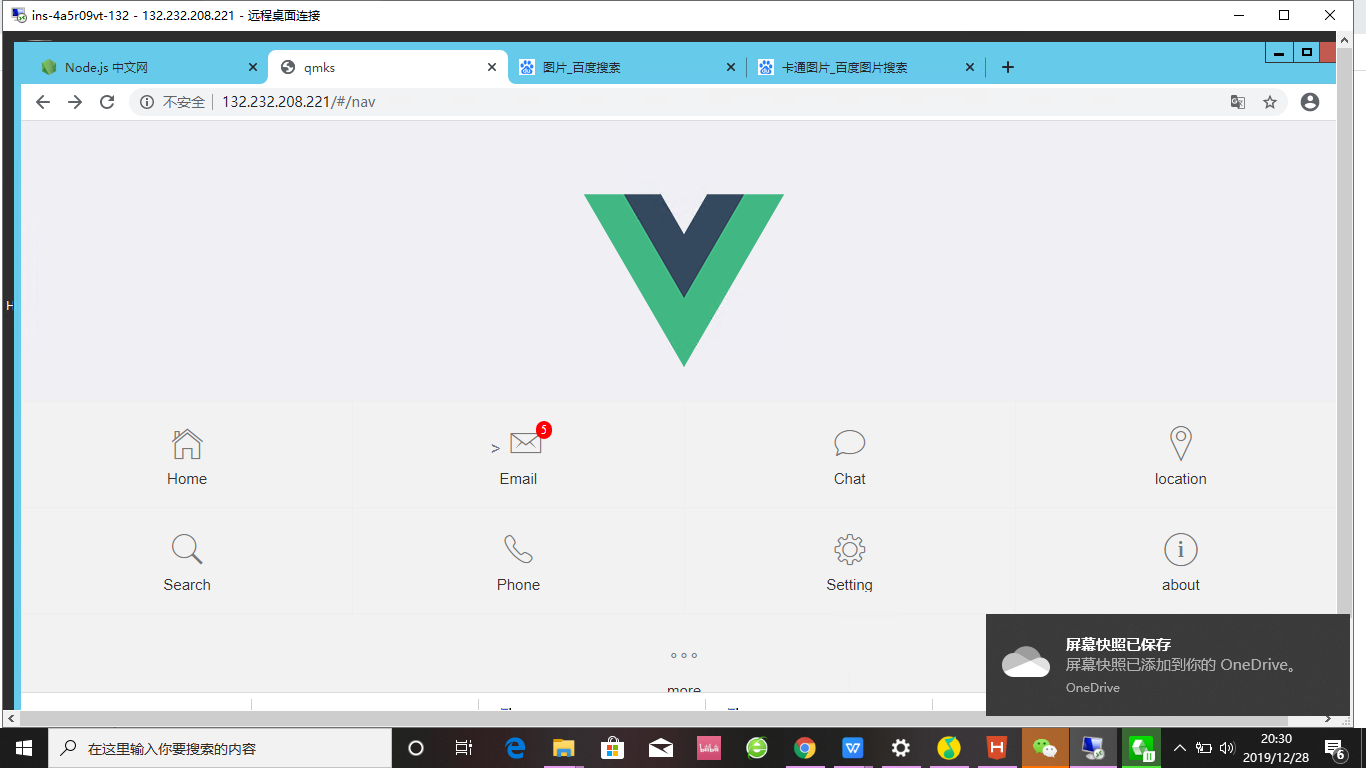 ins-4a5r09vt-132 - 132.232.208.221 - 远程桌面连接
Node.js 中文网
qmks
图片_百度搜索
卡通图片_百度图片搜索
不安全
132.232.208.221/#/nav
H
Home
> 5
Email
Chat
location
Search
Phone
Setting
about
more
屏幕快照已保存
屏幕快照已添加到你的 OneDrive。
OneDrive
在这里输入你要搜索的内容
20:30
2019/12/28
6